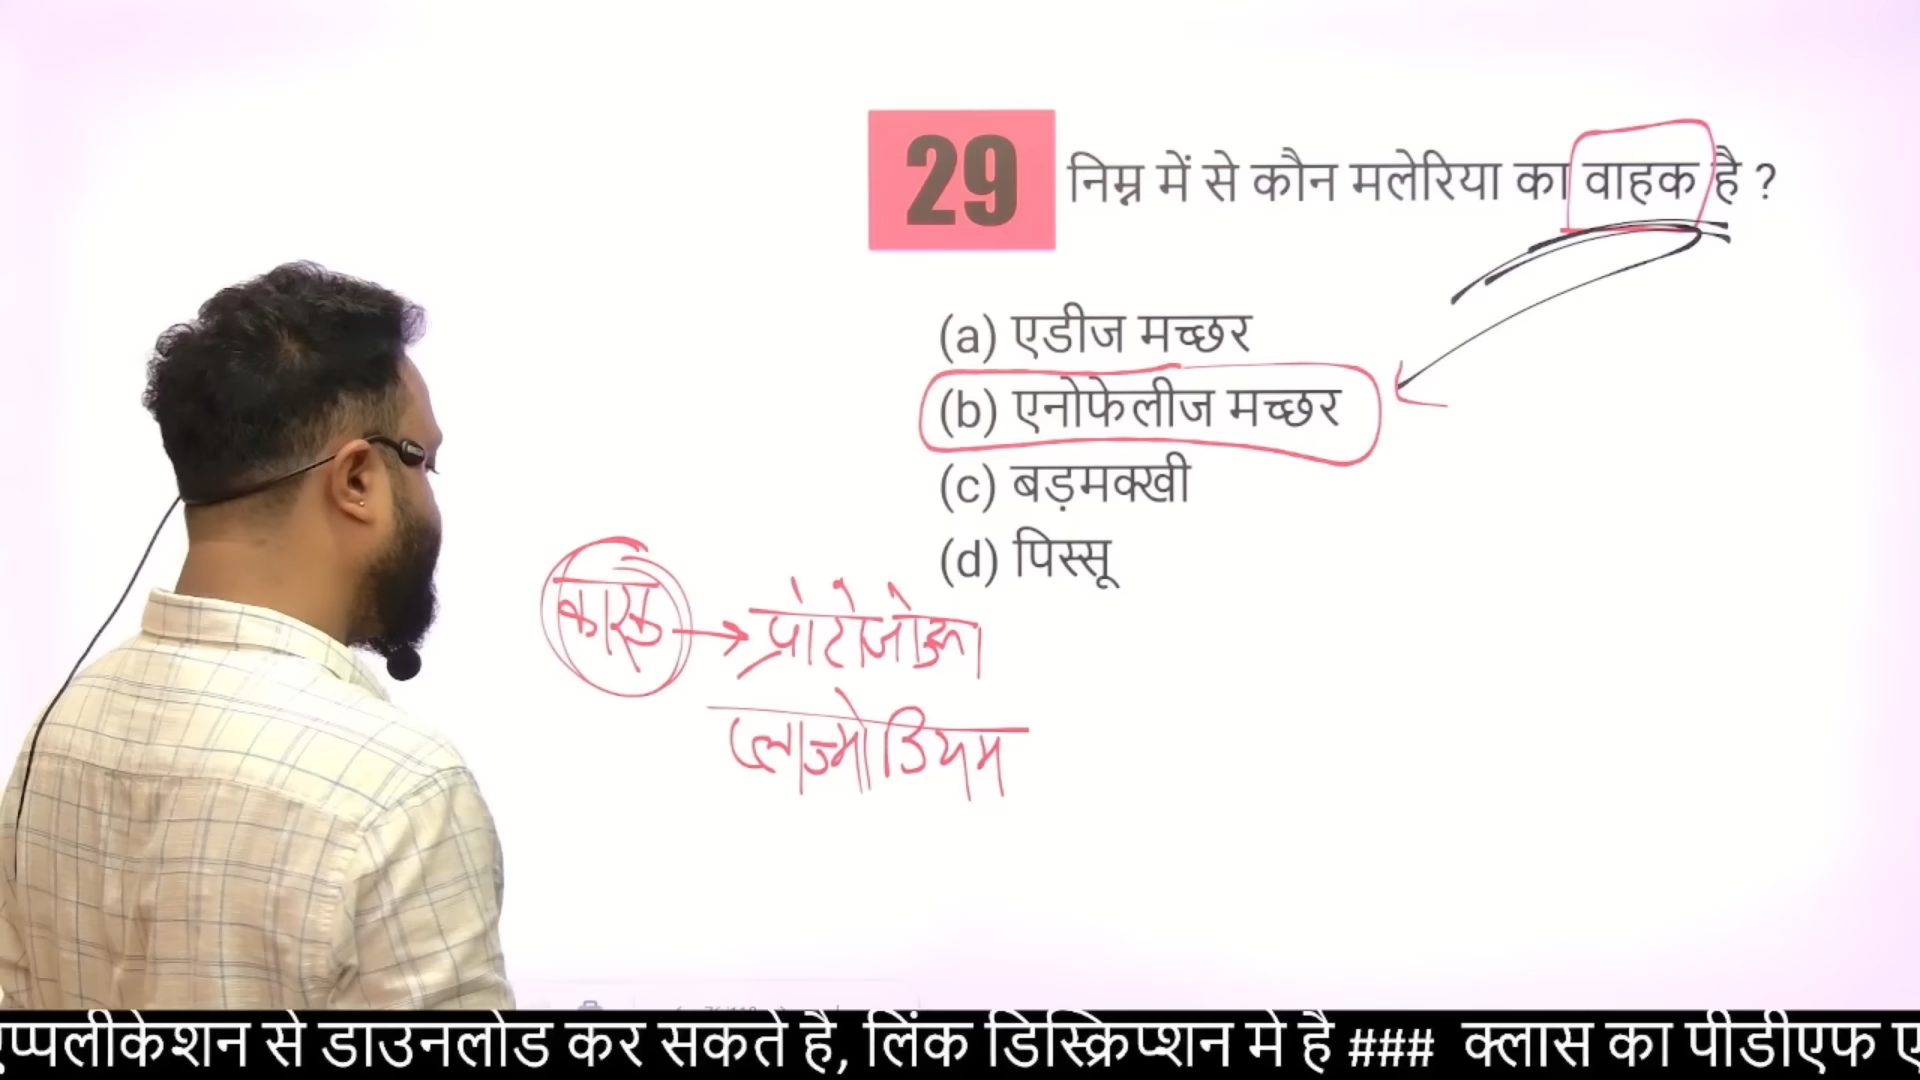 29 निम्न में से कौन मलेरिया का वाहक है ?
(a) एडीज मच्छर
(b) एनोफेलीज मच्छर
(c) बड़मक्खी
(d) पिस्सू
कारक → प्रोटोजोआ
प्लाज्मोडियम
एप्पलीकेशन से डाउनलोड कर सकते है, लिंक डिस्क्रिप्शन मे है ### क्लास का पीडीएफ ए